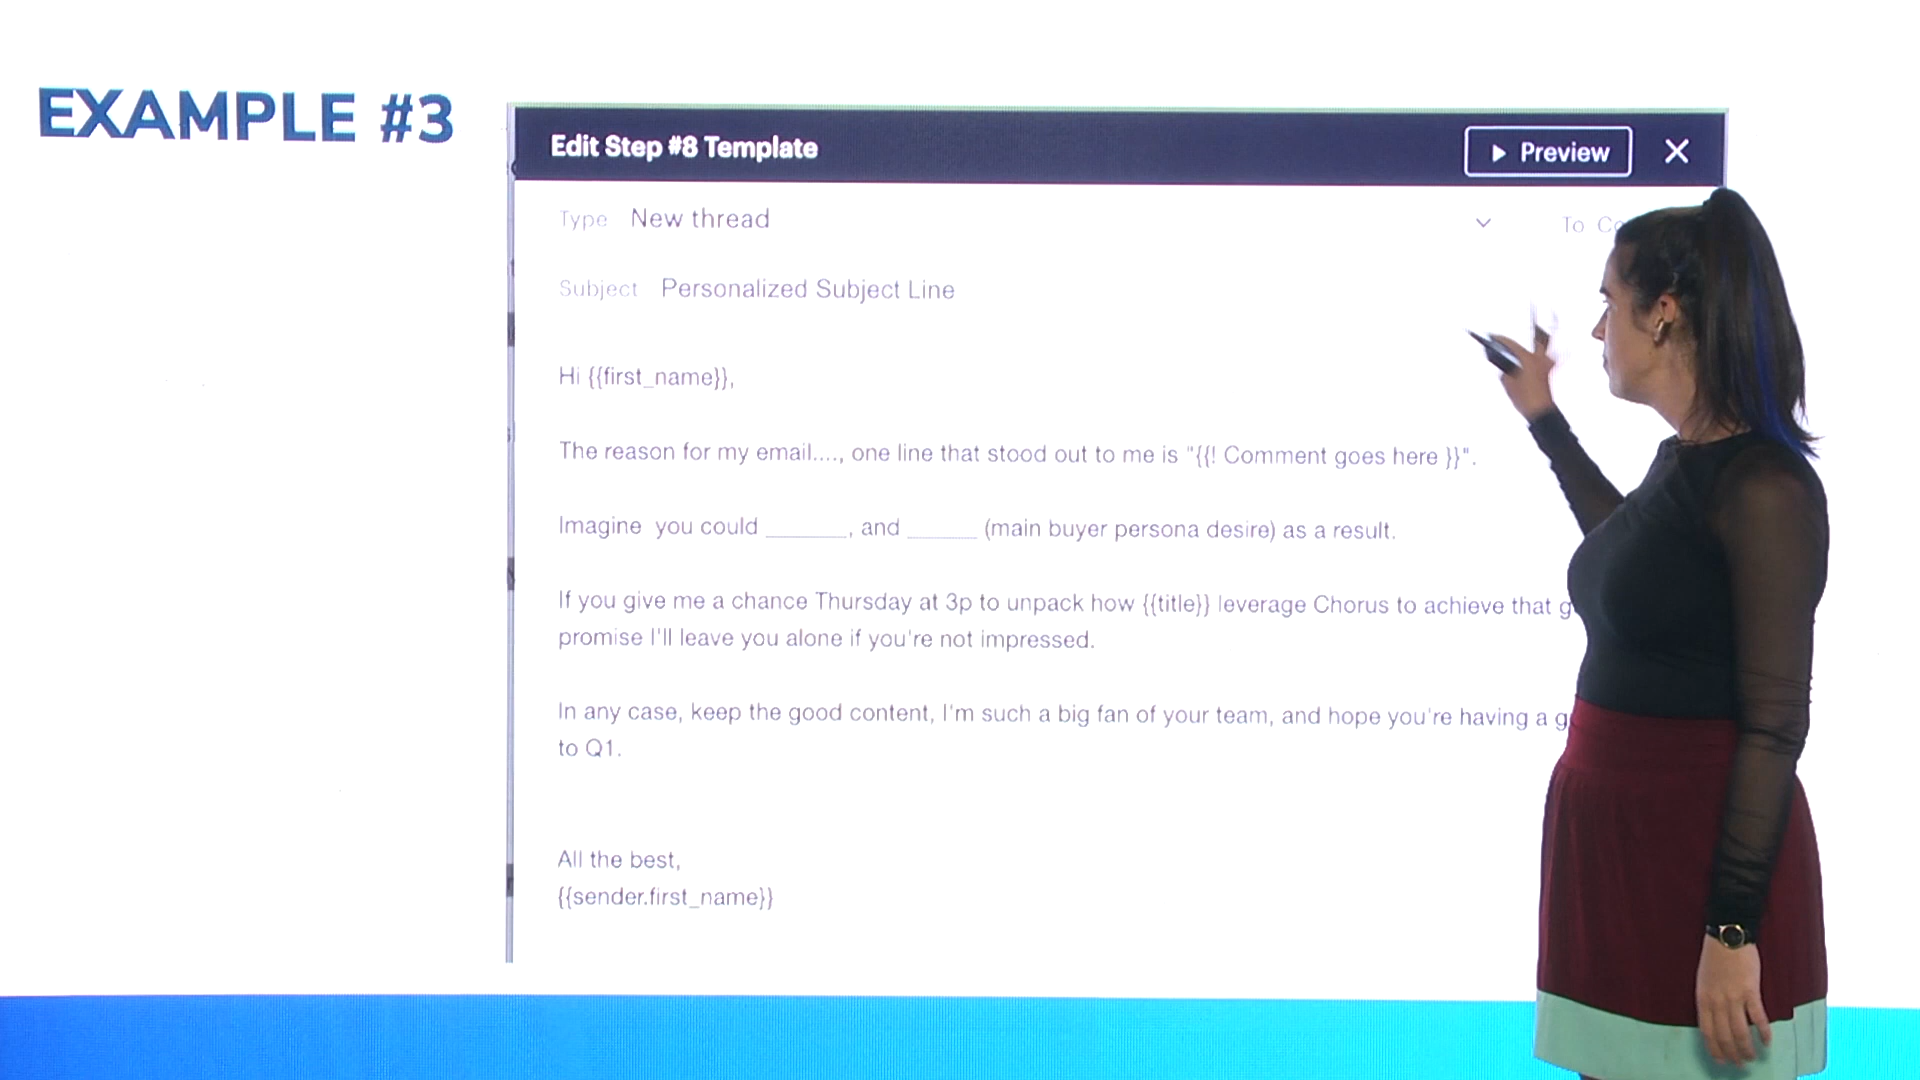 EXAMPLE #3
Edit Step #8 Template
Preview
Type New thread
To
Subject Personalized Subject Line
Hi {{first_name}},
The reason for my email...., one line that stood out to me is "{{! Comment goes here }}".
Imagine you could ______, and _____ (main buyer persona desire) as a result.
If you give me a chance Thursday at 3p to unpack how {{title}} leverage Chorus to achieve that
promise I'll leave you alone if you're not impressed.
In any case, keep the good content, I'm such a big fan of your team, and hope you're having a
to Q1.
All the best,
{{sender.first_name}}